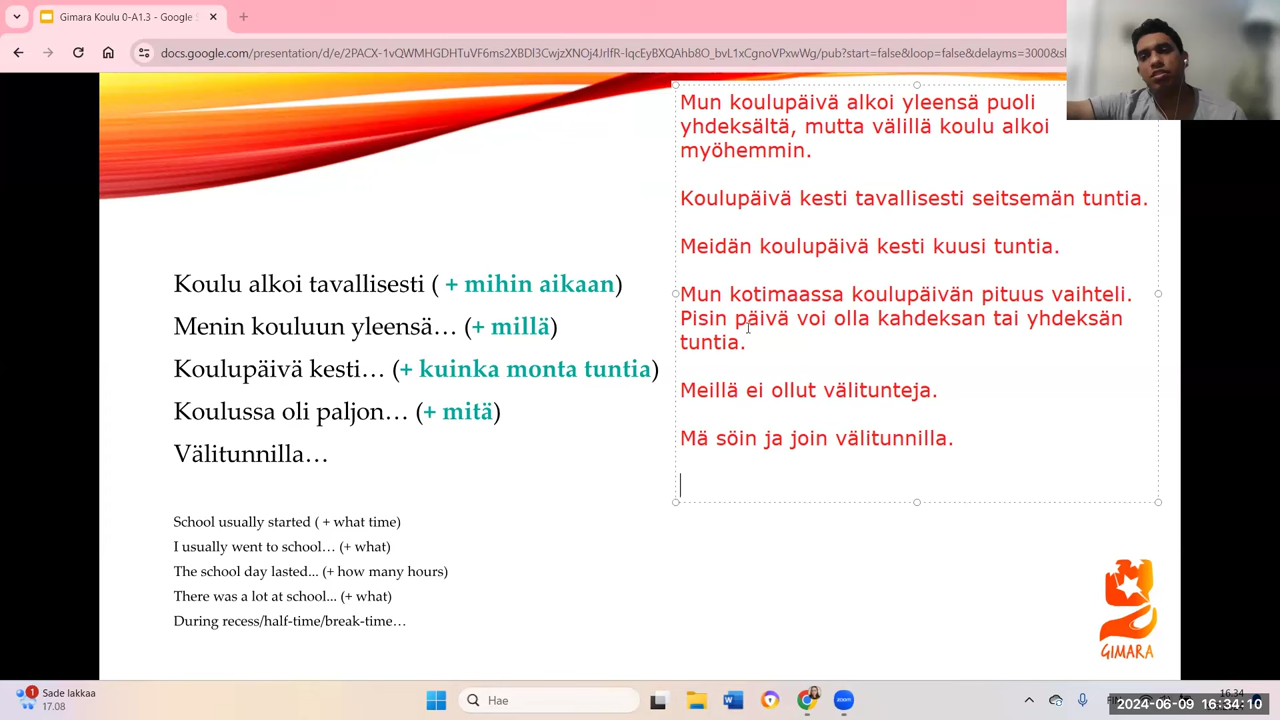 Gimara Koulu 0-A1.3 - Google S
docs.google.com/presentation/d/e/2PACX-1vQWMHGDHTuVF6ms2XBDl3CwjzXNOj4JrlfR-lqcEyBXQAhb8O_bvL1xCgnoVPxwWg/pub?start=false&loop=false&delayms=3000&sl
Mun koulupäivä alkoi yleensä puoli
yhdeksältä, mutta välillä koulu alkoi
myöhemmin.
Koulupäivä kesti tavallisesti seitsemän tuntia.
Meidän koulupäivä kesti kuusi tuntia.
Mun kotimaassa koulupäivän pituus vaihteli.
Pisin päivä voi olla kahdeksan tai yhdeksän
tuntia.
Meillä ei ollut välitunteja.
Mä söin ja join välitunnilla.
Koulu alkoi tavallisesti ( + mihin aikaan)
Menin kouluun yleensä… (+ millä)
Koulupäivä kesti… (+ kuinka monta tuntia)
Koulussa oli paljon… (+ mitä)
Välitunnilla…
School usually started ( + what time)
I usually went to school… (+ what)
The school day lasted... (+ how many hours)
There was a lot at school... (+ what)
During recess/half-time/break-time…
GIMARA
1
Sade lakkaa
17.08
Hae
zoom
16.34
2024-06-09 16:34:10